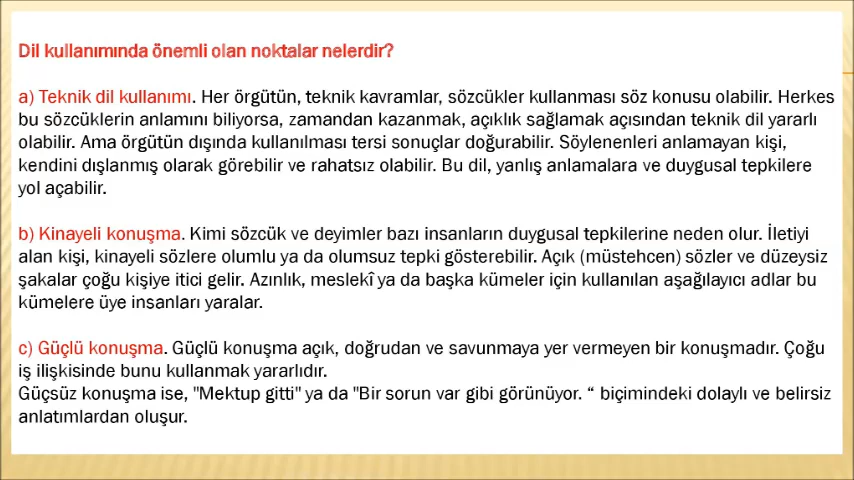 Dil kullanımında önemli olan noktalar nelerdir?
a) Teknik dil kullanımı. Her örgütün, teknik kavramlar, sözcükler kullanması söz konusu olabilir. Herkes
bu sözcüklerin anlamını biliyorsa, zamandan kazanmak, açıklık sağlamak açısından teknik dil yararlı
olabilir. Ama örgütün dışında kullanılması tersi sonuçlar doğurabilir. Söylenenleri anlamayan kişi,
kendini dışlanmış olarak görebilir ve rahatsız olabilir. Bu dil, yanlış anlamalara ve duygusal tepkilere
yol açabilir.
b) Kinayeli konuşma. Kimi sözcük ve deyimler bazı insanların duygusal tepkilerine neden olur. İletiyi
alan kişi, kinayeli sözlere olumlu ya da olumsuz tepki gösterebilir. Açık (müstehcen) sözler ve düzeysiz
şakalar çoğu kişiye itici gelir. Azınlık, meslekî ya da başka kümeler için kullanılan aşağılayıcı adlar bu
kümelere üye insanları yaralar.
c) Güçlü konuşma. Güçlü konuşma açık, doğrudan ve savunmaya yer vermeyen bir konuşmadır. Çoğu
iş ilişkisinde bunu kullanmak yararlıdır.
Güçsüz konuşma ise, "Mektup gitti" ya da "Bir sorun var gibi görünüyor. “ biçimindeki dolaylı ve belirsiz
anlatımlardan oluşur.